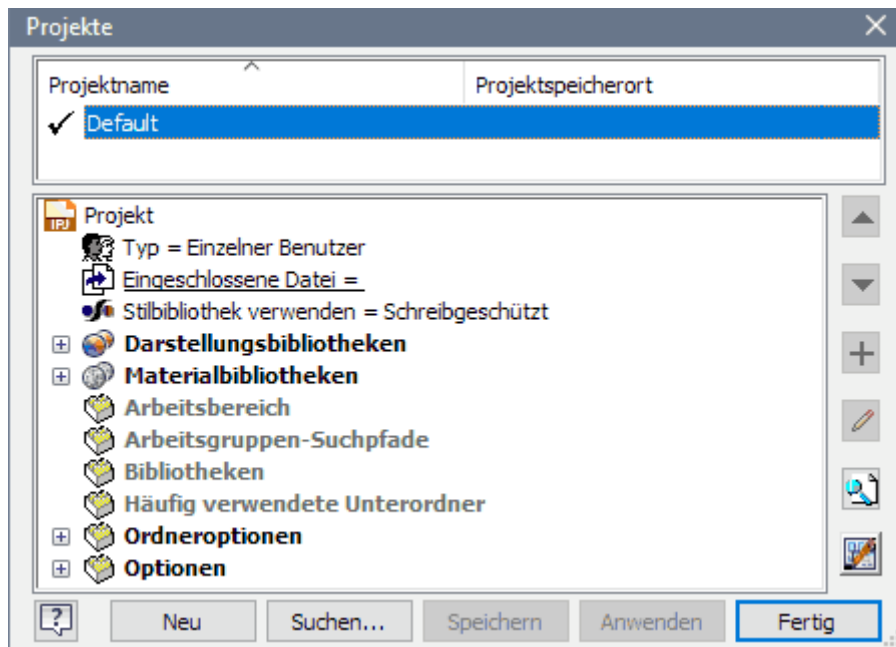 Projekte
Projektname Projektspeicherort
Default
IPJ Projekt
Typ = Einzelner Benutzer
Eingeschlossene Datei =
Stilbibliothek verwenden = Schreibgeschützt
Darstellungsbibliotheken
Materialbibliotheken
Arbeitsbereich
Arbeitsgruppen-Suchpfade
Bibliotheken
Häufig verwendete Unterordner
Ordneroptionen
Optionen
? Neu Suchen... Speichern Anwenden Fertig